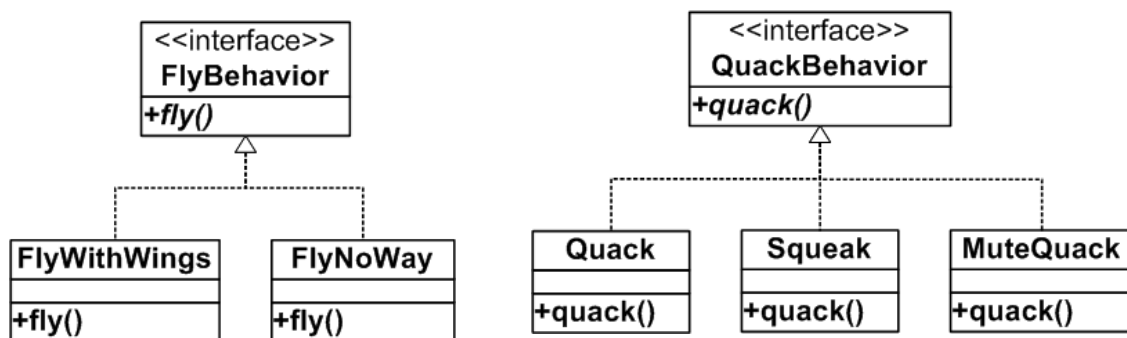 <<interface>>
FlyBehavior
+fly()
<<interface>>
QuackBehavior
+quack()
FlyWithWings
+fly()
FlyNoWay
+fly()
Quack
+quack()
Squeak
+quack()
MuteQuack
+quack()